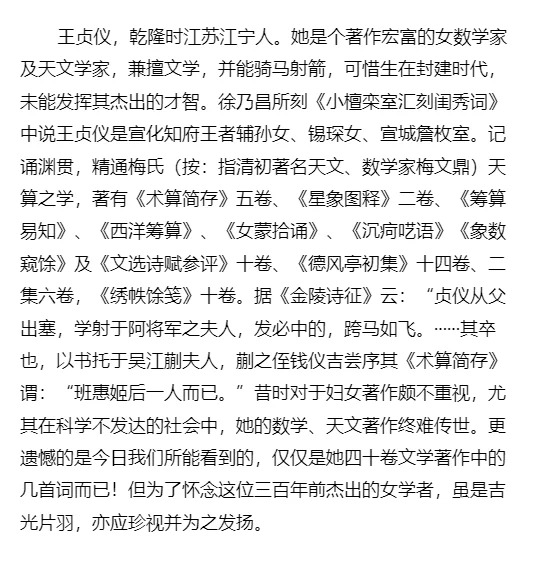 王贞仪，乾隆时江苏江宁人。她是个著作宏富的女数学家
及天文学家，兼擅文学，并能骑马射箭，可惜生在封建时代，
未能发挥其杰出的才智。徐乃昌所刻《小檀栾室汇刻闺秀词》
中说王贞仪是宣化知府王者辅孙女、锡琛女、宣城詹枚室。记
诵渊贯，精通梅氏（按：指清初著名天文、数学家梅文鼎）天
算之学，著有《术算简存》五卷、《星象图释》二卷、《筹算
易知》、《西洋筹算》、《女蒙拾诵》、《沉疴呓语》《象数
窥馀》及《文选诗赋参评》十卷、《德风亭初集》十四卷、二
集六卷，《绣帙馀笺》十卷。据《金陵诗征》云：“贞仪从父
出塞，学射于阿将军之夫人，发必中的，跨马如飞。……其卒
也，以书托于吴江蒯夫人，蒯之侄钱仪吉尝序其《术算简存》
谓：“班惠姬后一人而已。”昔时对于妇女著作颇不重视，尤
其在科学不发达的社会中，她的数学、天文著作终难传世。更
遗憾的是今日我们所能看到的，仅仅是她四十卷文学著作中的
几首词而已！但为了怀念这位三百年前杰出的女学者，虽是吉
光片羽，亦应珍视并为之发扬。